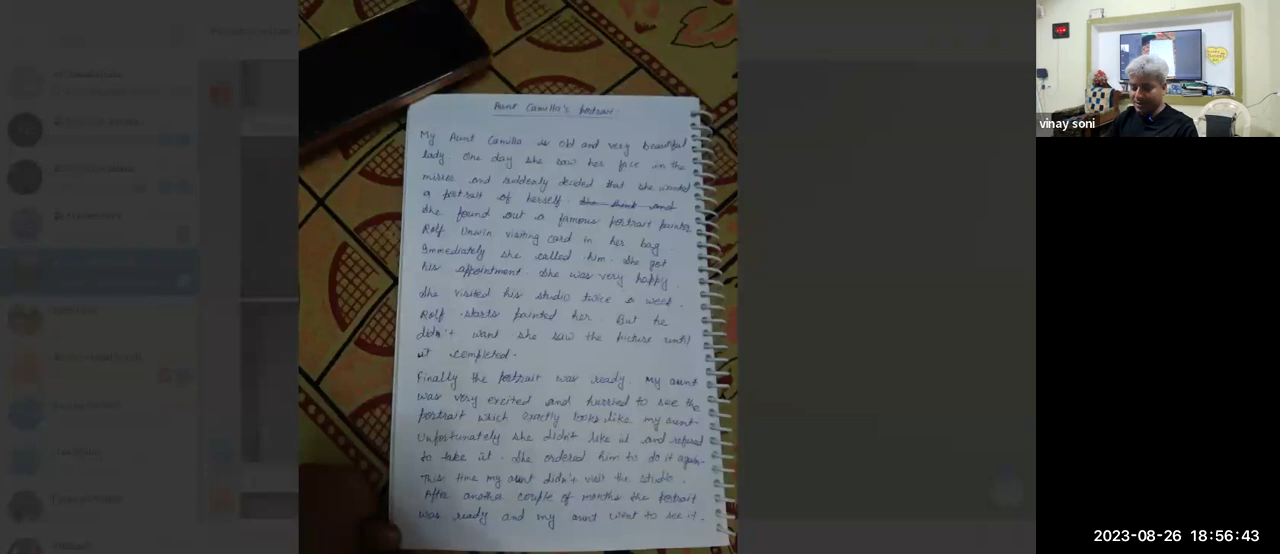 Aunt Camilla's portrait
My Aunt Camilla is old and very beautiful
lady One day she saw her face in the
mirror and suddenly decided that she wanted
a portrait of herself. She think and
She found out a famous portrait painter
Rolf Unwin visiting card in her bag.
Immediately she called him. She got
his appointment. She was very happy.
She visited his studio twice a week.
Rolf starts painted her. But he
didn't want she saw the picture until
it completed.
Finally the portrait was ready. My aunt
was very excited and hurried to see the
portrait which exactly looks like my aunt.
Unfortunately she didn't like it and refused
to take it. She ordered him to do it again.
This time my aunt didn't visit the studio.
After another couple of months the portrait
was ready and my aunt went to see it.
vinay soni
2023-08-26 18:56:43